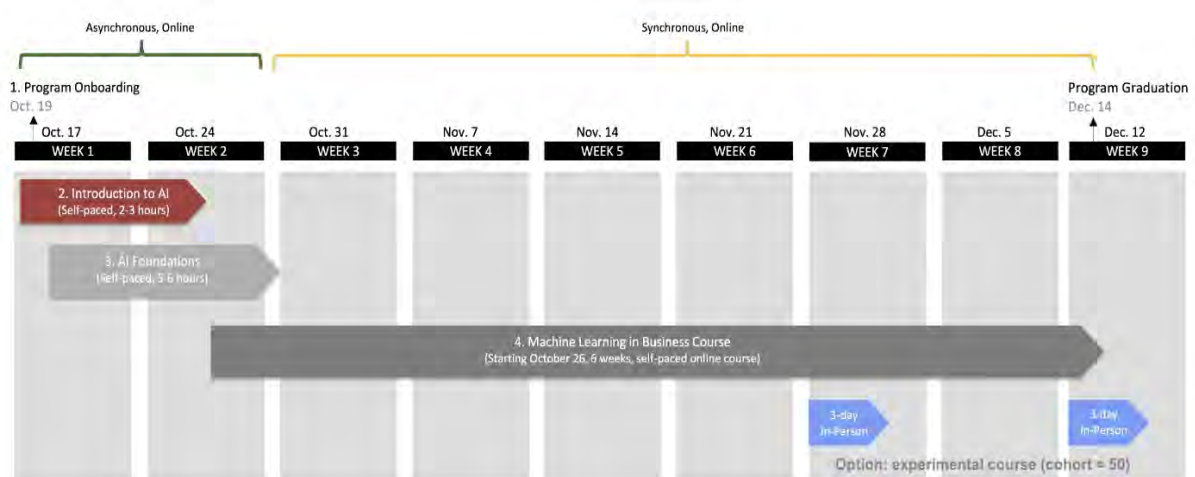 Asynchronous, Online
Synchronous, Online
1. Program Onboarding
Oct. 19
Program Graduation
Dec. 14
Oct. 17
Oct. 24
Oct. 31
Nov. 7
Nov. 14
Nov. 21
Nov. 28
Dec. 5
Dec. 12
WEEK 1
WEEK 2
WEEK 3
WEEK 4
WEEK 5
WEEK 6
WEEK 7
WEEK 8
WEEK 9
2. Introduction to AI
(Self-paced, 2-3 hours)
3. AI Foundations
(Self-paced, 5-6 hours)
4. Machine Learning in Business Course
(Starting October 26, 6 weeks, self-paced online course)
3-day
In-Person
3-day
In-Person
Option: experimental course (cohort = 50)